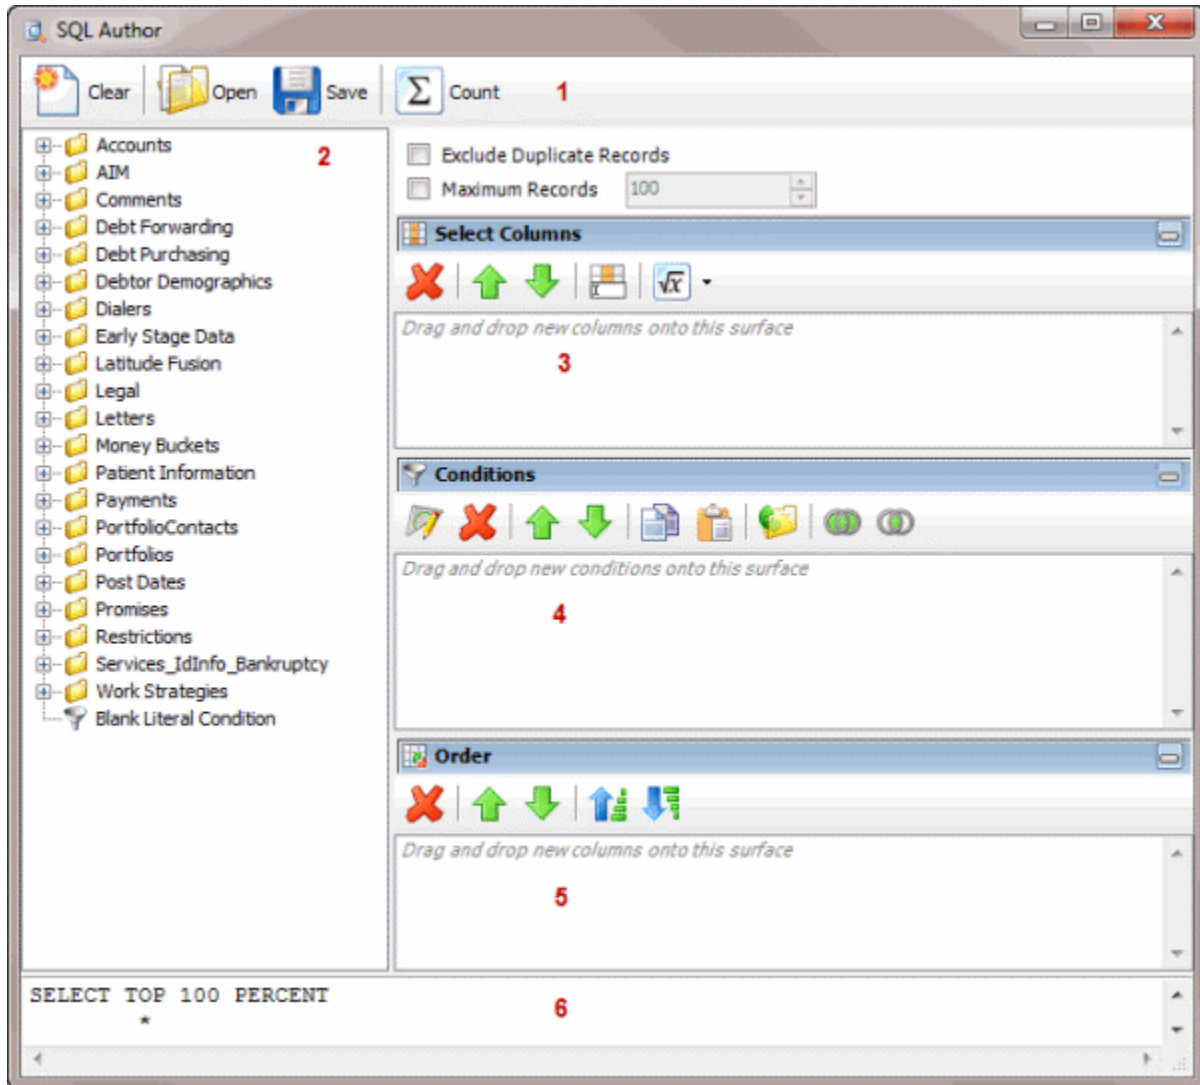 SQL Author
Clear Open Save Count 1
2
Accounts
AIM
Comments
Debt Forwarding
Debt Purchasing
Debtor Demographics
Dialers
Early Stage Data
Latitude Fusion
Legal
Letters
Money Buckets
Patient Information
Payments
PortfolioContacts
Portfolios
Post Dates
Promises
Restrictions
Services_IdInfo_Bankruptcy
Work Strategies
Blank Literal Condition
Exclude Duplicate Records
Maximum Records 100
Select Columns
Drag and drop new columns onto this surface
3
Conditions
Drag and drop new conditions onto this surface
4
Order
Drag and drop new columns onto this surface
5
SELECT TOP 100 PERCENT
*
6